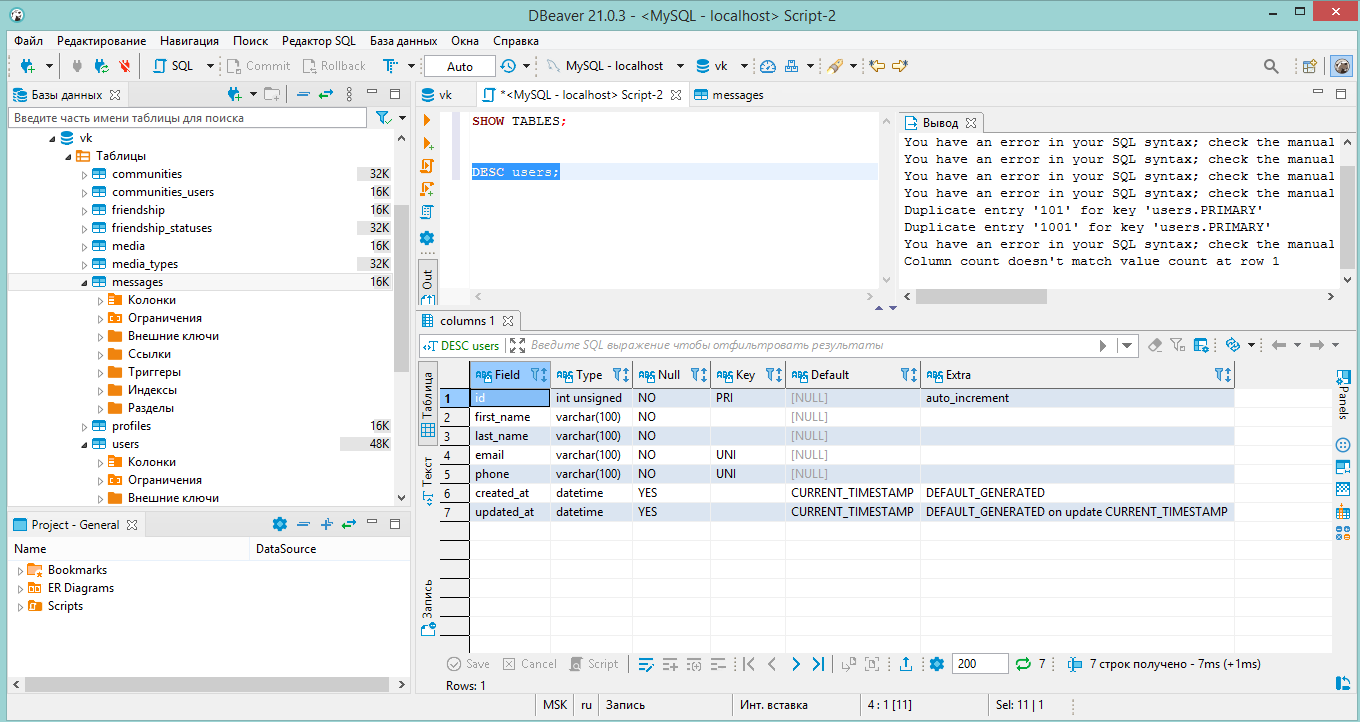 DBeaver 21.0.3 - <MySQL - localhost> Script-2
Файл Редактирование Навигация Поиск Редактор SQL База данных Окна Справка
SQL Commit Rollback Auto MySQL - localhost vk
Базы данных
Введите часть имени таблицы для поиска
vk
Таблицы
communities 32K
communities_users 16K
friendship 16K
friendship_statuses 32K
media 16K
media_types 32K
messages 16K
Колонки
Ограничения
Внешние ключи
Ссылки
Триггеры
Индексы
Разделы
profiles 16K
users 48K
Колонки
Ограничения
Внешние ключи
Project - General
Name DataSource
Bookmarks
ER Diagrams
Scripts
vk *<MySQL - localhost> Script-2 messages
SHOW TABLES;
DESC users;
Out
Вывод
You have an error in your SQL syntax; check the manual
You have an error in your SQL syntax; check the manual
You have an error in your SQL syntax; check the manual
You have an error in your SQL syntax; check the manual
Duplicate entry '101' for key 'users.PRIMARY'
Duplicate entry '1001' for key 'users.PRIMARY'
You have an error in your SQL syntax; check the manual
Column count doesn't match value count at row 1
columns 1
DESC users Введите SQL выражение чтобы отфильтровать результаты
Таблица
Текст
Запись
Field Type Null Key Default Extra
1 id int unsigned NO PRI [NULL] auto_increment
2 first_name varchar(100) NO [NULL]
3 last_name varchar(100) NO [NULL]
4 email varchar(100) NO UNI [NULL]
5 phone varchar(100) NO UNI [NULL]
6 created_at datetime YES CURRENT_TIMESTAMP DEFAULT_GENERATED
7 updated_at datetime YES CURRENT_TIMESTAMP DEFAULT_GENERATED on update CURRENT_TIMESTAMP
Panels
Save Cancel Script 200 7 7 строк получено - 7ms (+1ms)
Rows: 1
MSK ru Запись Инт. вставка 4 : 1 [11] Sel: 11 | 1